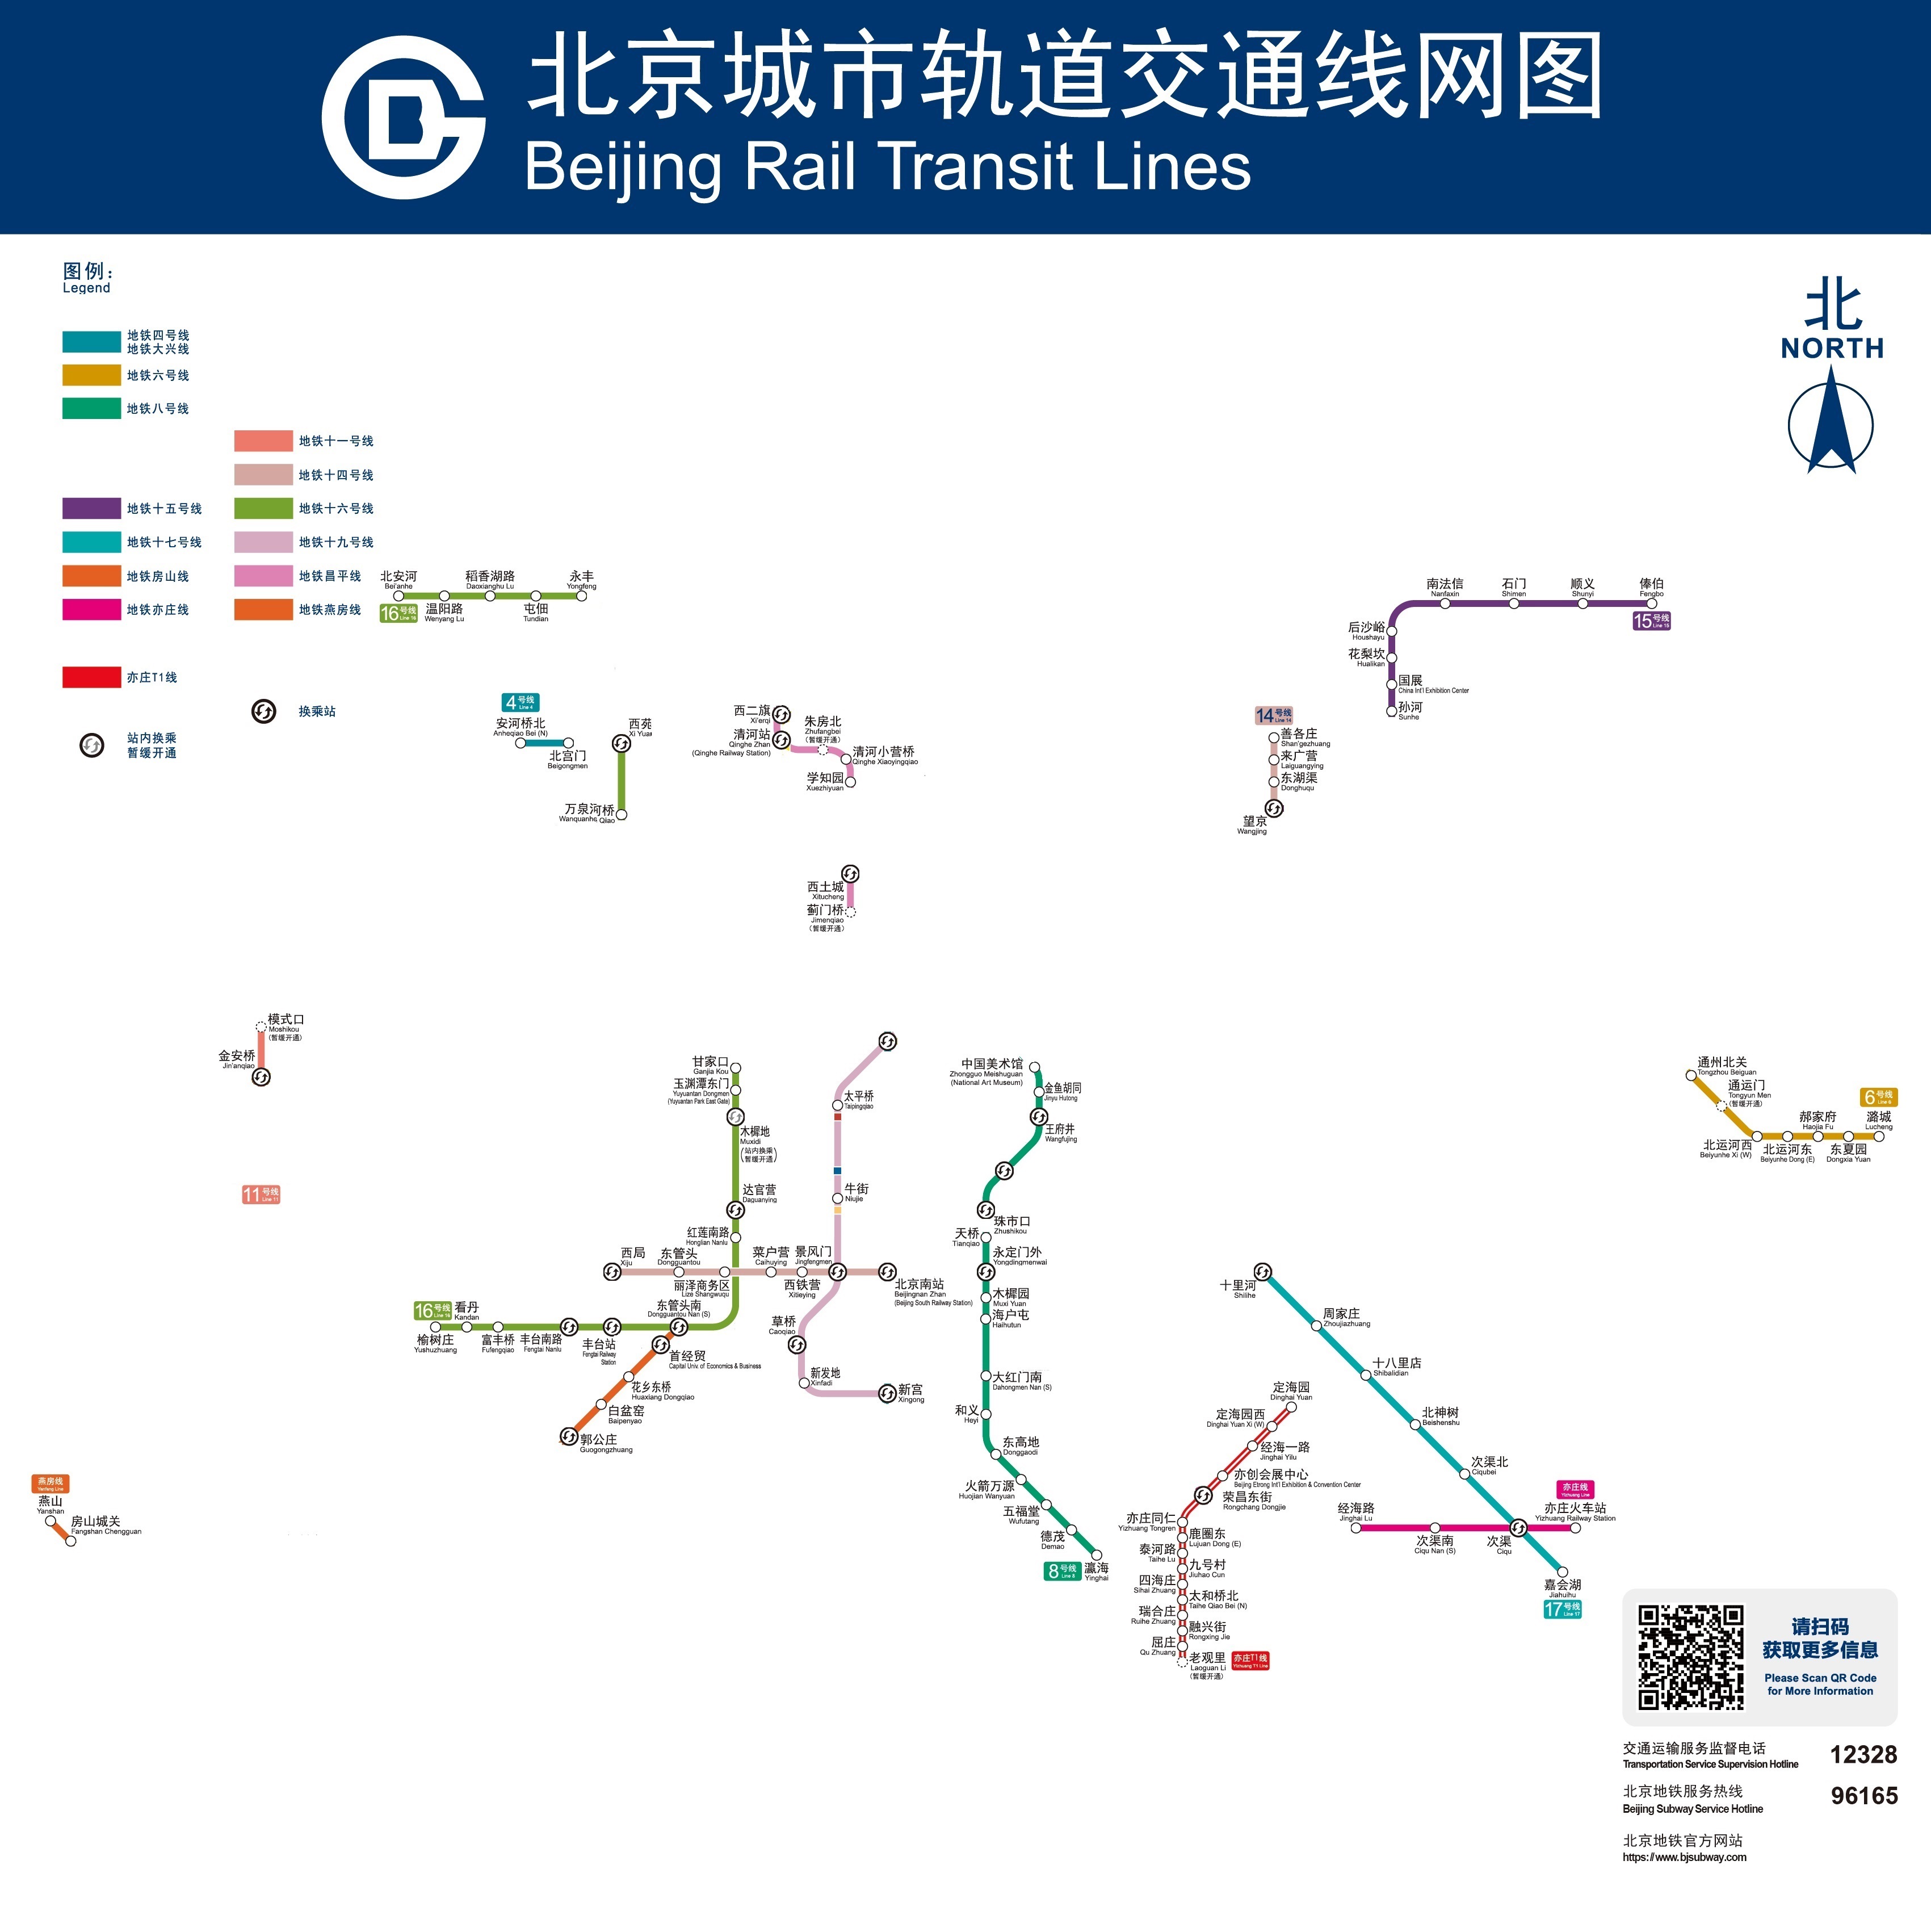 北京城市轨道交通线网图
Beijing Rail Transit Lines
图例：
Legend
地铁四号线
地铁大兴线
地铁六号线
地铁八号线
地铁十一号线
地铁十四号线
地铁十五号线
地铁十六号线
地铁十七号线
地铁十九号线
地铁房山线
地铁昌平线
地铁亦庄线
地铁燕房线
亦庄T1线
换乘站
站内换乘
暂缓开通
北
NORTH
北安河
Bei'anhe
稻香湖路
Daoxianghu Lu
永丰
Yongfeng
16号线
Line 16
温阳路
Wenyang Lu
屯佃
Tundian
南法信
Nanfaxin
石门
Shimen
顺义
Shunyi
俸伯
Fengbo
15号线
Line 15
后沙峪
Houshayu
花梨坎
Hualikan
国展
China Int'l Exhibition Center
孙河
Sunhe
4号线
Line 4
安河桥北
Anheqiao Bei (N)
北宫门
Beigongmen
西苑
Xi Yuan
万泉河桥
Wanquanhe Qiao
西二旗
Xi'erqi
清河站
Qinghe Zhan
(Qinghe Railway Station)
朱房北
Zhufangbei
(暂缓开通)
清河小营桥
Qinghe Xiaoyingqiao
学知园
Xuezhiyuan
14号线
Line 14
善各庄
Shan'gezhuang
来广营
Laiguangying
东湖渠
Donghuqu
望京
Wangjing
西土城
Xitucheng
蓟门桥
Jimenqiao
(暂缓开通)
模式口
Moshikou
(暂缓开通)
金安桥
Jin'anqiao
11号线
Line 11
甘家口
Ganjia Kou
玉渊潭东门
Yuyuantan Dongmen
(Yuyuantan Park East Gate)
木樨地
Muxidi
(站内换乘
暂缓开通)
达官营
Daguanying
红莲南路
Honglian Nanlu
太平桥
Taipingqiao
牛街
Niujie
中国美术馆
Zhongguo Meishuguan
(National Art Museum)
金鱼胡同
Jinyu Hutong
王府井
Wangfujing
珠市口
Zhushikou
天桥
Tianqiao
永定门外
Yongdingmenwai
木樨园
Muxi Yuan
海户屯
Haihutun
大红门南
Dahongmen Nan (S)
和义
Heyi
东高地
Donggaodi
火箭万源
Huojian Wanyuan
五福堂
Wufutang
德茂
Demao
8号线
Line 8
瀛海
Yinghai
通州北关
Tongzhou Beiguan
通运门
Tongyun Men
(暂缓开通)
北运河西
Beiyunhe Xi (W)
北运河东
Beiyunhe Dong (E)
郝家府
Haojia Fu
东夏园
Dongxia Yuan
潞城
Lucheng
6号线
Line 6
西局
Xiju
东管头
Dongguantou
丽泽商务区
Lize Shangwuqu
菜户营
Caihuying
西铁营
Xitieying
景风门
Jingfengmen
北京南站
Beijingnan Zhan
(Beijing South Railway Station)
16号线
Line 16
看丹
Kandan
榆树庄
Yushuzhuang
富丰桥
Fufengqiao
丰台南路
Fengtai Nanlu
丰台站
Fengtai Railway
Station
东管头南
Dongguantou Nan (S)
首经贸
Capital Univ. of Economics & Business
花乡东桥
Huaxiang Dongqiao
白盆窑
Baipenyao
郭公庄
Guogongzhuang
草桥
Caoqiao
新发地
Xinfadi
新宫
Xingong
燕房线
Yanfang Line
燕山
Yanshan
房山城关
Fangshan Chengguan
定海园
Dinghai Yuan
定海园西
Dinghai Yuan Xi (W)
经海一路
Jinghai Yilu
亦创会展中心
Beijing Etrong Int'l Exhibition & Convention Center
荣昌东街
Rongchang Dongjie
亦庄同仁
Yizhuang Tongren
鹿圈东
Lujuan Dong (E)
泰河路
Taihe Lu
九号村
Jiuhao Cun
四海庄
Sihai Zhuang
太和桥北
Taihe Qiao Bei (N)
瑞合庄
Ruihe Zhuang
融兴街
Rongxing Jie
屈庄
Qu Zhuang
老观里
Laoguan Li
(暂缓开通)
亦庄T1线
Yizhuang T1 Line
十里河
Shilihe
周家庄
Zhoujiazhuang
十八里店
Shibalidian
北神树
Beishenshu
次渠北
Ciqubei
经海路
Jinghai Lu
次渠南
Ciqu Nan (S)
次渠
Ciqu
亦庄线
Yizhuang Line
亦庄火车站
Yizhuang Railway Station
嘉会湖
Jiahuihu
17号线
Line 17
请扫码
获取更多信息
Please Scan QR Code
for More Information
交通运输服务监督电话 12328
Transportation Service Supervision Hotline
北京地铁服务热线 96165
Beijing Subway Service Hotline
北京地铁官方网站
https://www.bjsubway.com